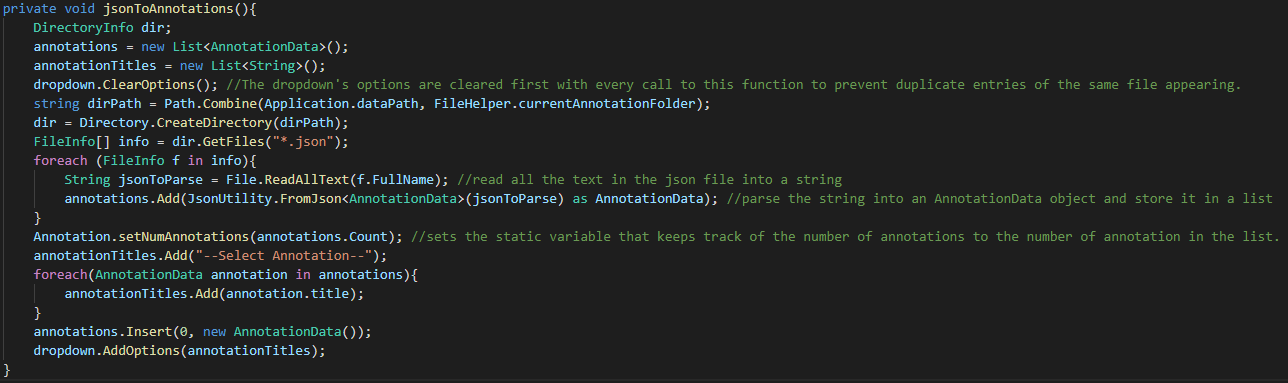 private void jsonToAnnotations(){
    DirectoryInfo dir;
    annotations = new List<AnnotationData>();
    annotationTitles = new List<String>();
    dropdown.ClearOptions(); //The dropdown's options are cleared first with every call to this function to prevent duplicate entries of the same file appearing.
    string dirPath = Path.Combine(Application.dataPath, FileHelper.currentAnnotationFolder);
    dir = Directory.CreateDirectory(dirPath);
    FileInfo[] info = dir.GetFiles("*.json");
    foreach (FileInfo f in info){
        String jsonToParse = File.ReadAllText(f.FullName); //read all the text in the json file into a string
        annotations.Add(JsonUtility.FromJson<AnnotationData>(jsonToParse) as AnnotationData); //parse the string into an AnnotationData object and store it in a list
    }
    Annotation.setNumAnnotations(annotations.Count); //sets the static variable that keeps track of the number of annotations to the number of annotation in the list.
    annotationTitles.Add("--Select Annotation--");
    foreach(AnnotationData annotation in annotations){
        annotationTitles.Add(annotation.title);
    }
    annotations.Insert(0, new AnnotationData());
    dropdown.AddOptions(annotationTitles);
}